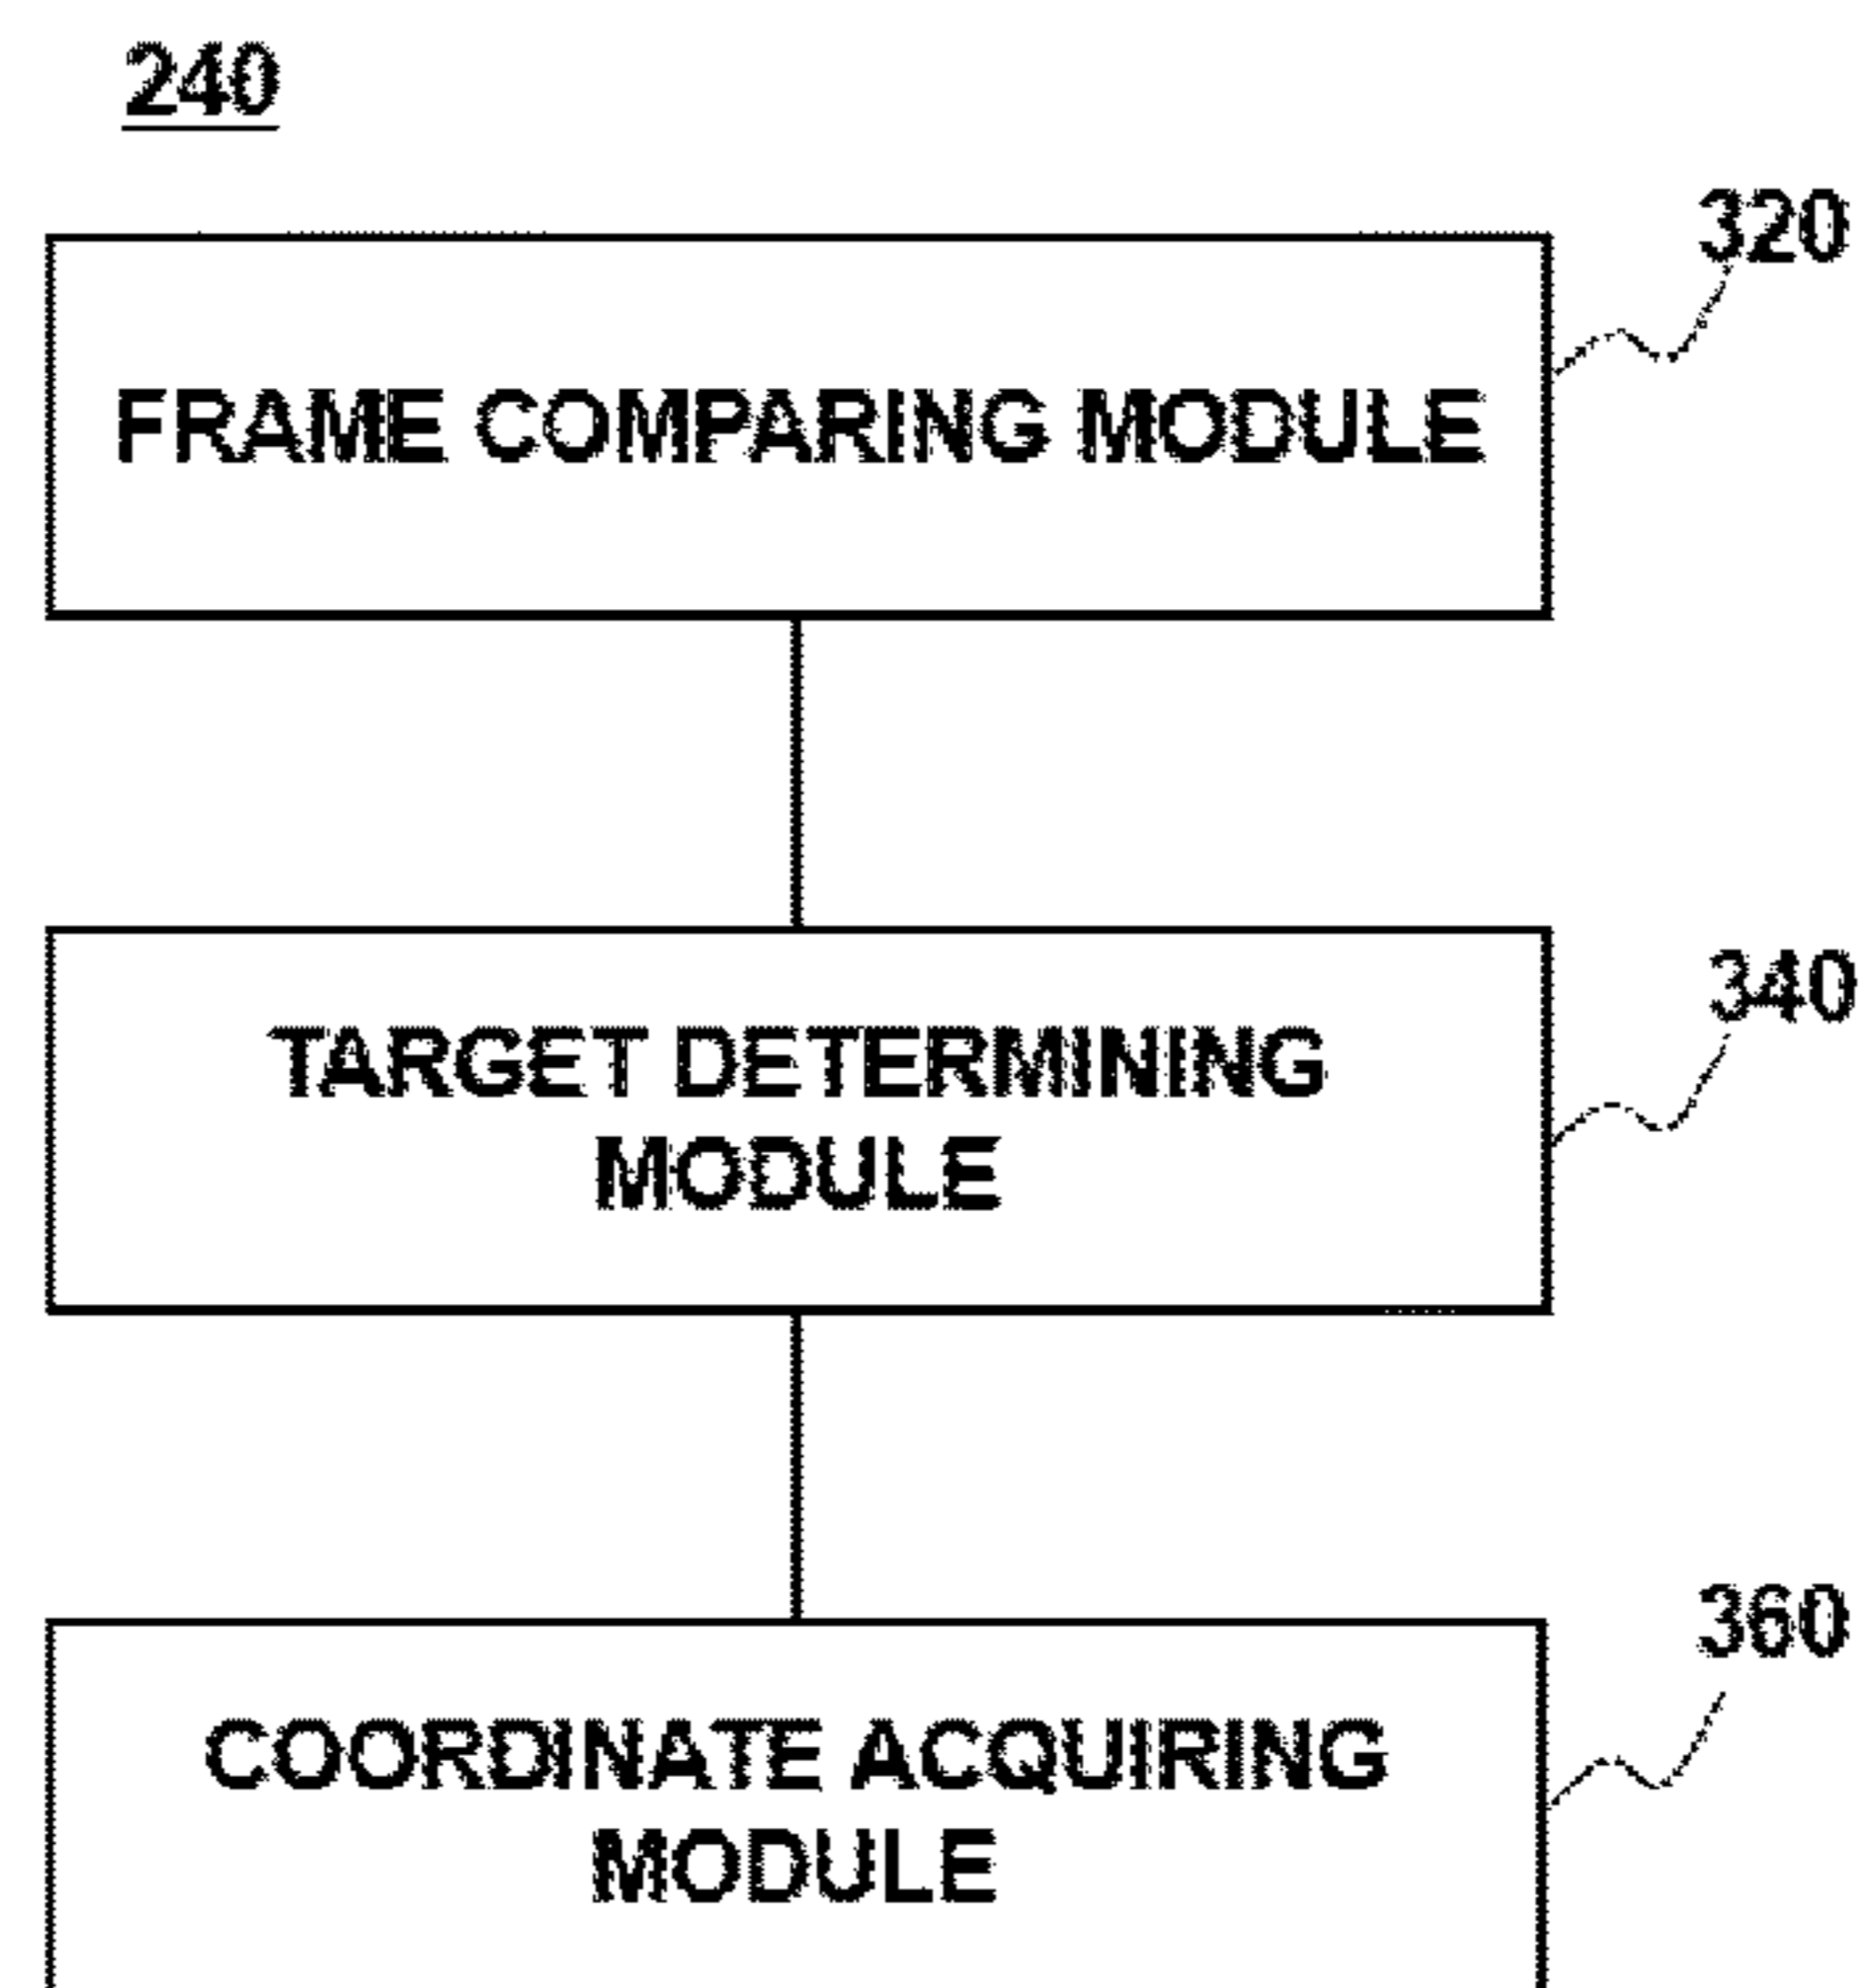 240
320
FRAME COMPARING MODULE
340
TARGET DETERMINING
MODULE
360
COORDINATE ACQUIRING
MODULE